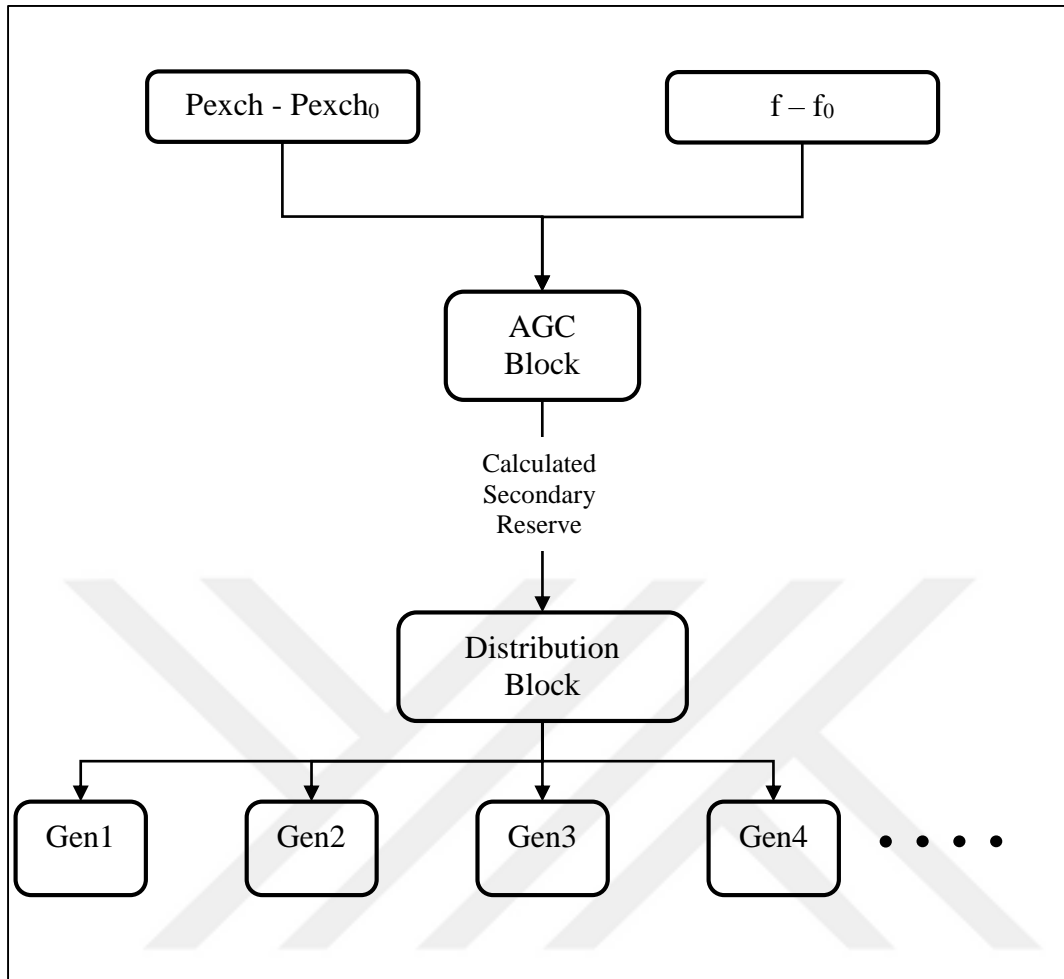 Pexch - Pexch₀
f – f₀
AGC
Block
Calculated
Secondary
Reserve
Distribution
Block
Gen1
Gen2
Gen3
Gen4